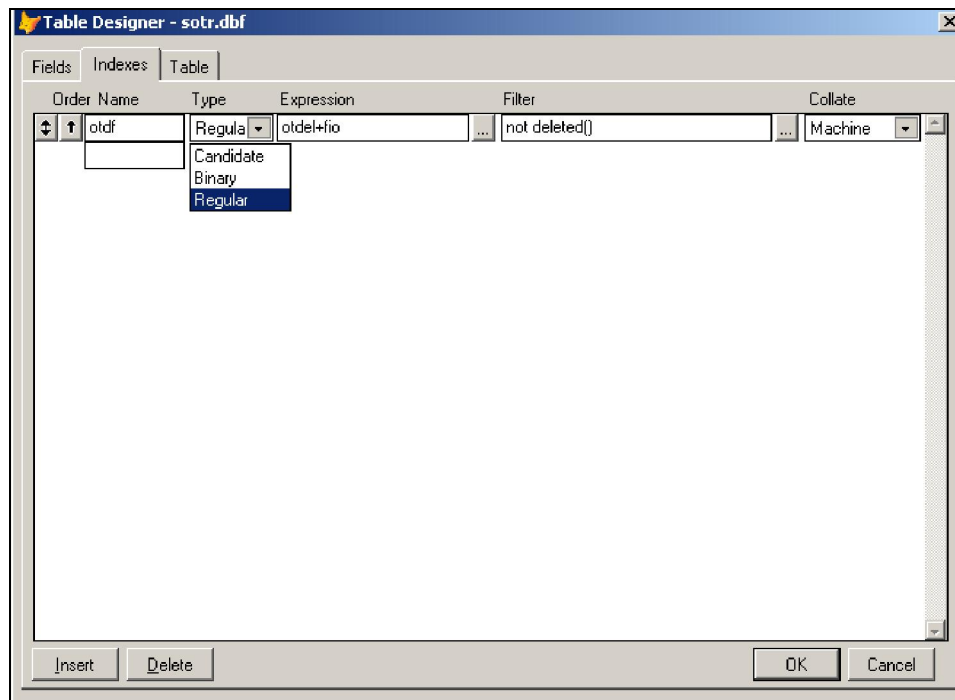 Table Designer - sotr.dbf
Fields Indexes Table
Order Name Type Expression Filter Collate
otdf Regula otdel+fio ... not deleted() ... Machine
Candidate
Binary
Regular
Insert Delete OK Cancel